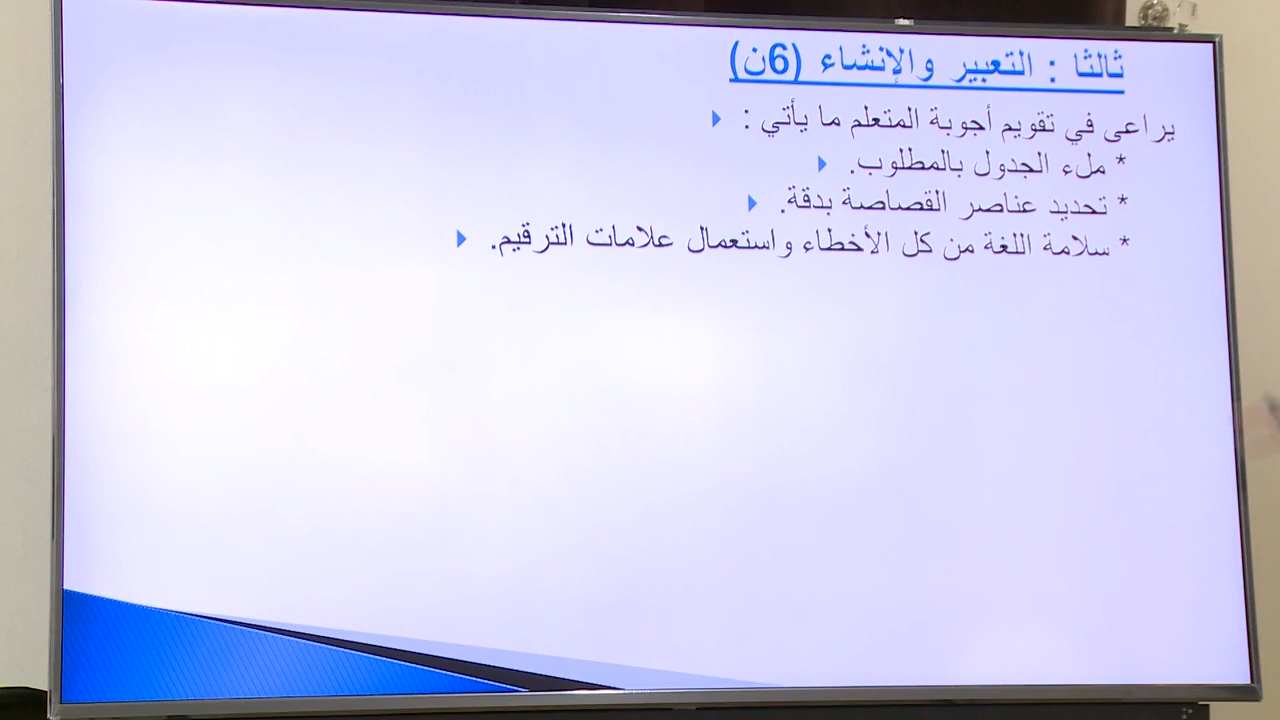 ثالثا : التعبير والإنشاء (6ن)
يراعى في تقويم أجوبة المتعلم ما يأتي :
* ملء الجدول بالمطلوب.
* تحديد عناصر القصاصة بدقة.
* سلامة اللغة من كل الأخطاء واستعمال علامات الترقيم.